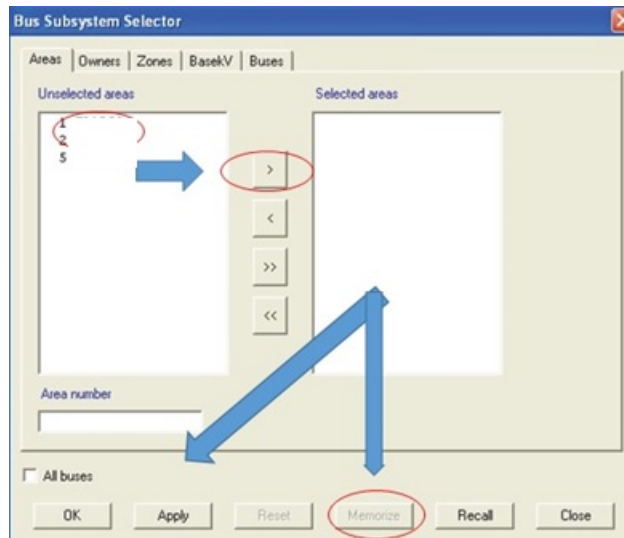 Bus Subsystem Selector
Areas Owners Zones BasekV Buses
Unselected areas Selected areas
1
2
5
>
<
>>
<<
Area number
All buses
OK Apply Reset Memorize Recall Close